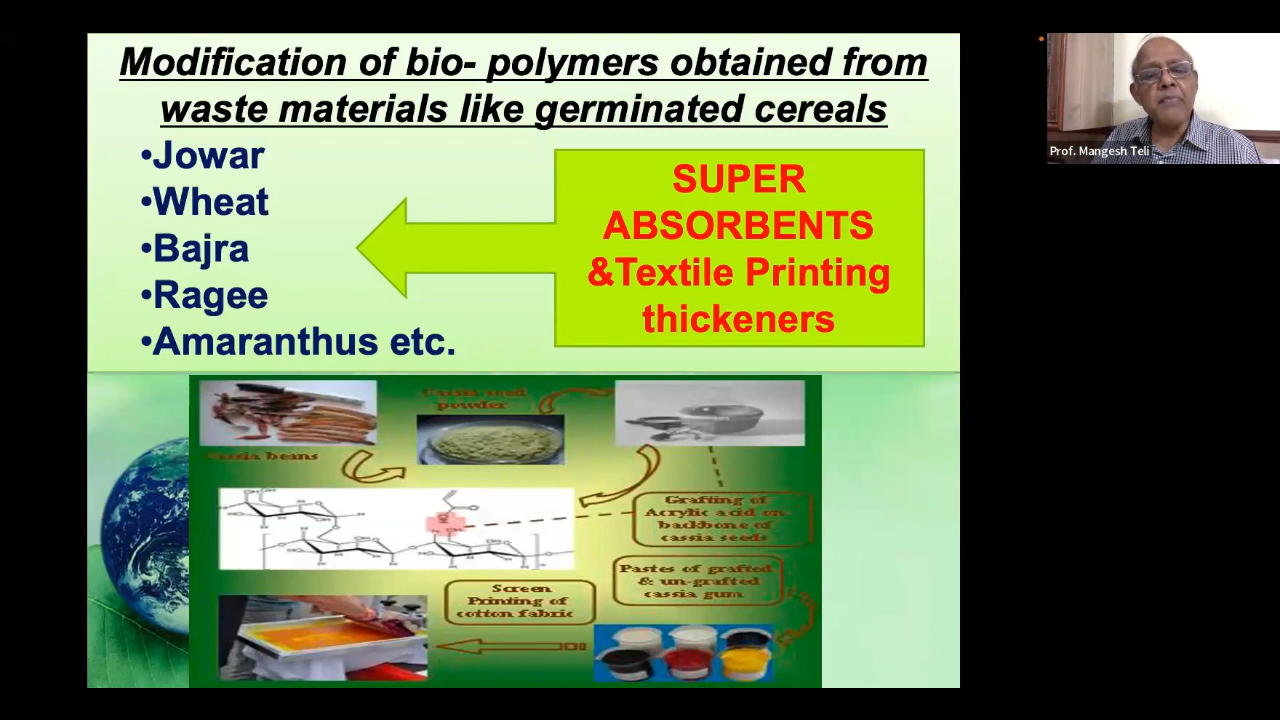 Modification of bio- polymers obtained from
waste materials like germinated cereals
•Jowar
•Wheat
•Bajra
•Ragee
•Amaranthus etc.
SUPER
ABSORBENTS
&Textile Printing
thickeners
Prof. Mangesh Teli
Cassia seed
powder
Cassia beans
Grafting of
Acrylic acid on
backbone of
cassia seeds
Pastes of grafted
& un-grafted
cassia gum
Screen
Printing of
cotton fabric